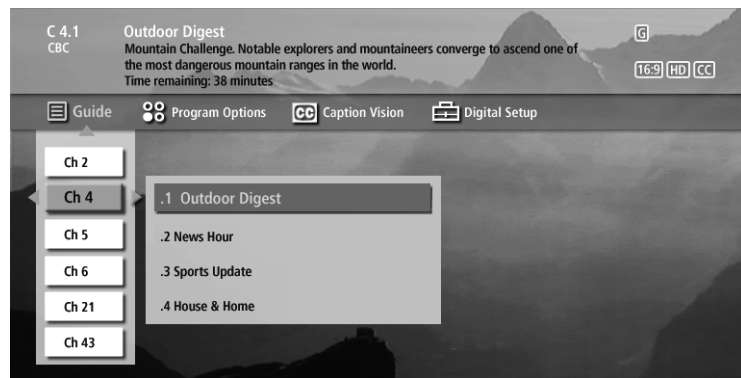 C 4.1 Outdoor Digest
CBC Mountain Challenge. Notable explorers and mountaineers converge to ascend one of
the most dangerous mountain ranges in the world.
Time remaining: 38 minutes
G
16:9 HD CC
Guide Program Options CC Caption Vision Digital Setup
Ch 2
Ch 4 .1 Outdoor Digest
Ch 5 .2 News Hour
Ch 6 .3 Sports Update
Ch 21 .4 House & Home
Ch 43